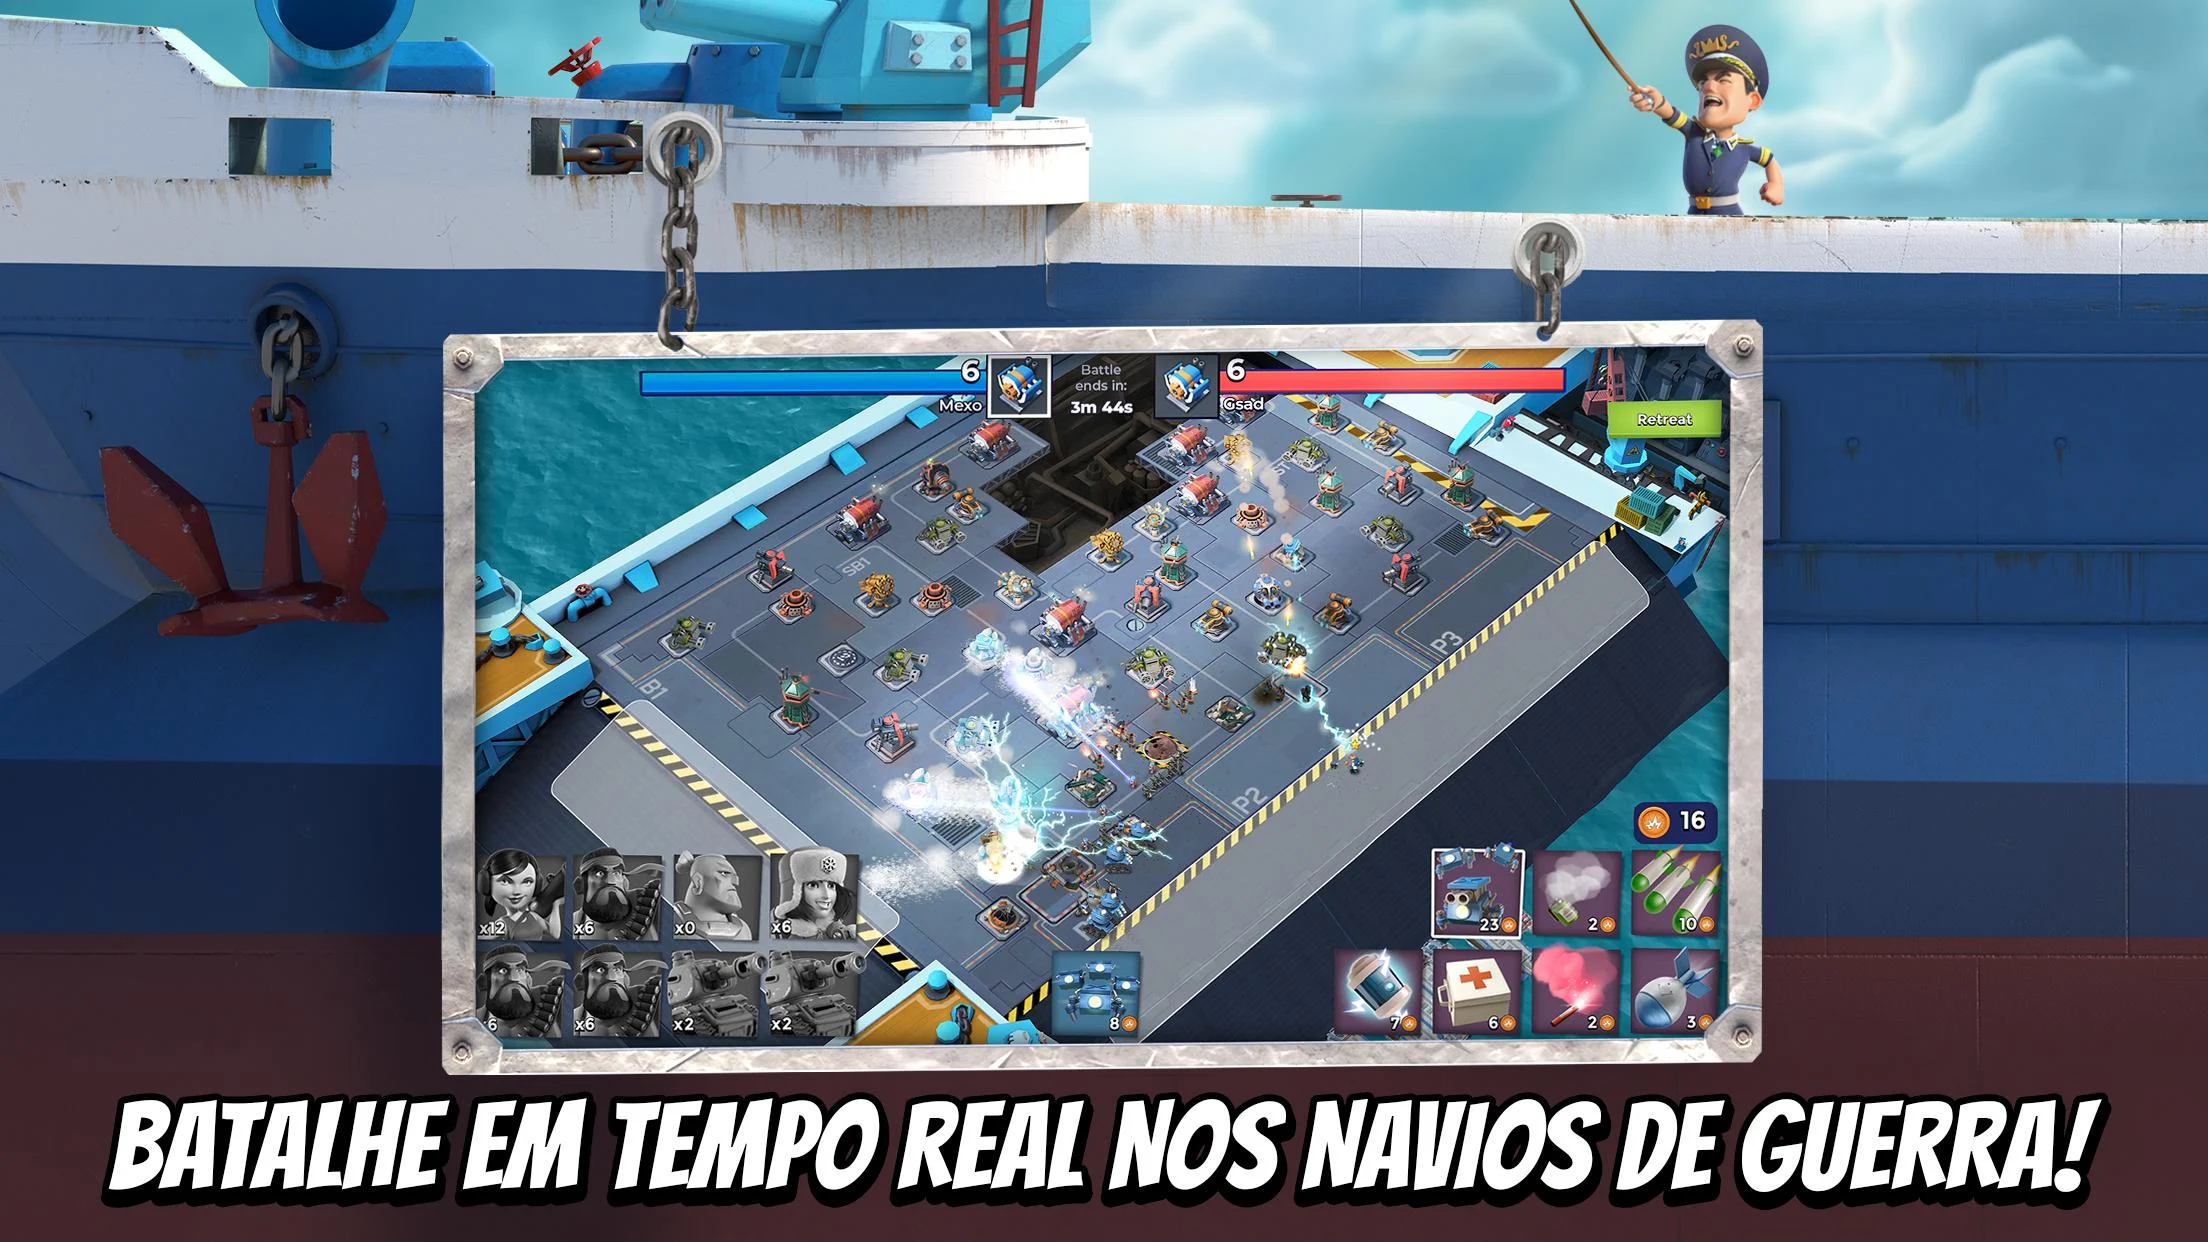 6
6
Battle
ends in:
3m 44s
Mexo
Gsad
Retreat
SB1
B1
P3
P2
16
x12
x6
x0
x6
23
2
10
6
x6
x2
x2
8
7
6
2
3
BATALHE EM TEMPO REAL NOS NAVIOS DE GUERRA!